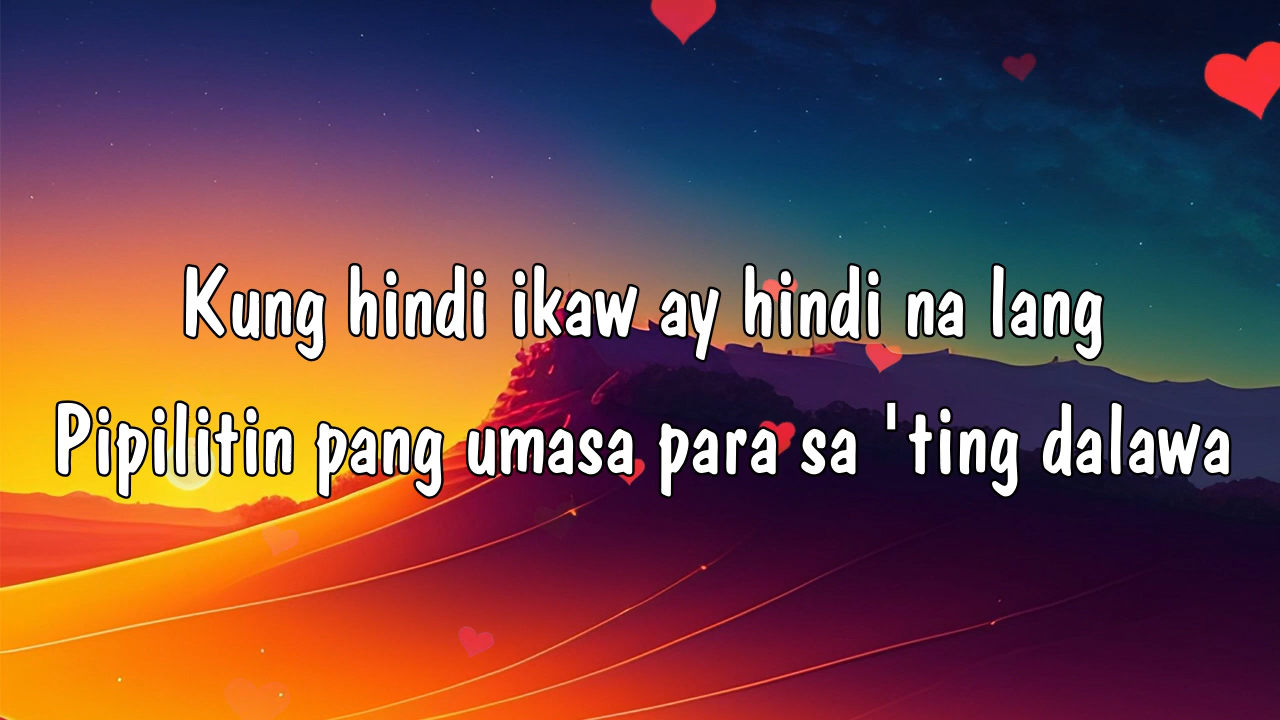 Kung hindi ikaw ay hindi na lang
Pipilitin pang umasa para sa 'ting dalawa